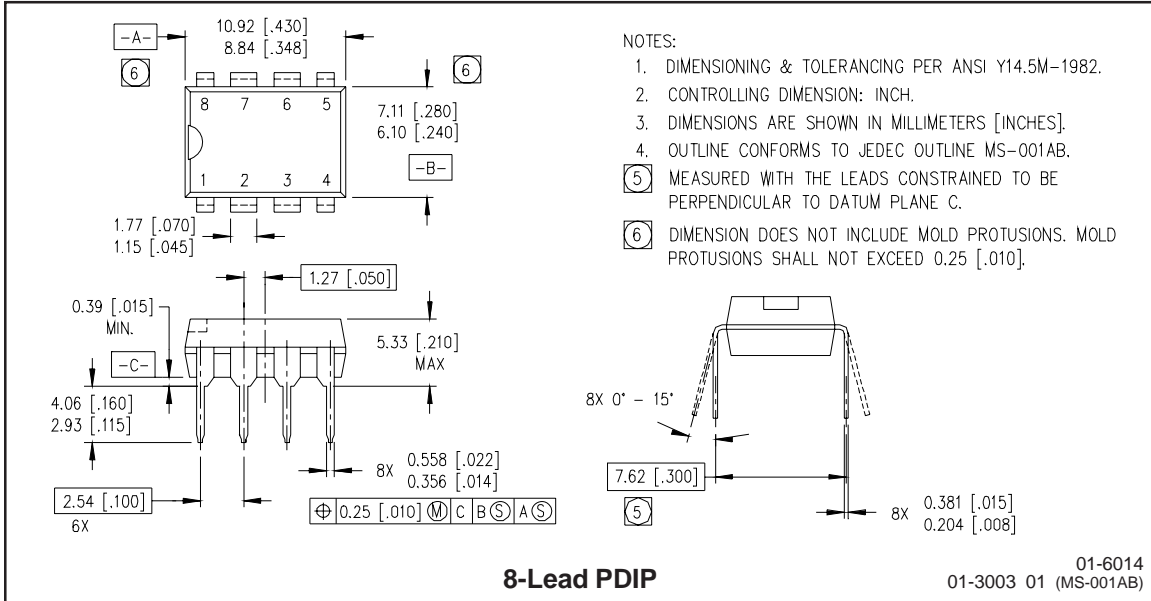 10.92 [.430]
8.84 [.348]
-A-
6
6
8 7 6 5
1 2 3 4
7.11 [.280]
6.10 [.240]
-B-
1.77 [.070]
1.15 [.045]
1.27 [.050]
0.39 [.015]
MIN.
-C-
5.33 [.210]
MAX
4.06 [.160]
2.93 [.115]
8X 0.558 [.022]
0.356 [.014]
2.54 [.100]
6X
⌖ 0.25 [.010] Ⓜ C B Ⓢ A Ⓢ
NOTES:
1. DIMENSIONING & TOLERANCING PER ANSI Y14.5M-1982.
2. CONTROLLING DIMENSION: INCH.
3. DIMENSIONS ARE SHOWN IN MILLIMETERS [INCHES].
4. OUTLINE CONFORMS TO JEDEC OUTLINE MS-001AB.
5 MEASURED WITH THE LEADS CONSTRAINED TO BE
PERPENDICULAR TO DATUM PLANE C.
6 DIMENSION DOES NOT INCLUDE MOLD PROTUSIONS. MOLD
PROTUSIONS SHALL NOT EXCEED 0.25 [.010].
8X 0° - 15°
7.62 [.300]
5
8X 0.381 [.015]
0.204 [.008]
8-Lead PDIP
01-6014
01-3003 01 (MS-001AB)